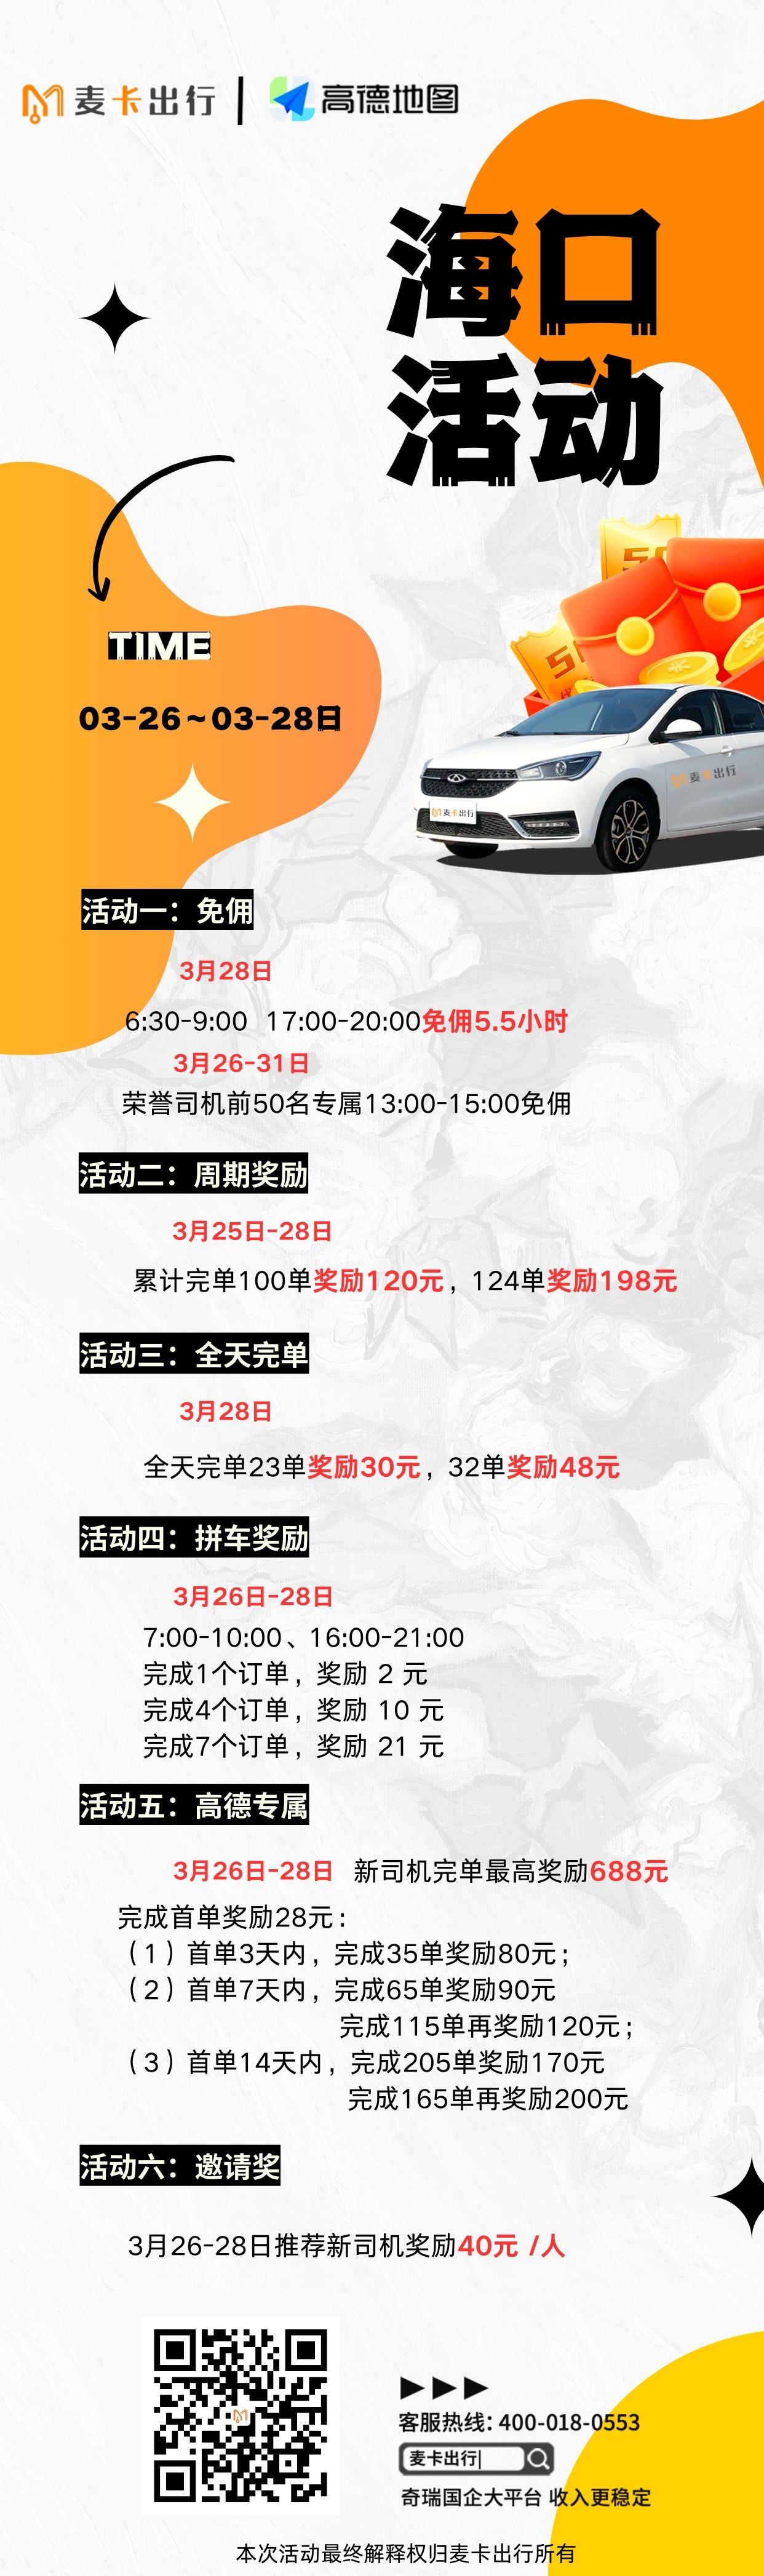 麦卡出行 | 高德地图
海口
活动
TIME
03-26~03-28日
麦卡出行
麦卡出行
活动一：免佣
3月28日
6:30-9:00 17:00-20:00免佣5.5小时
3月26-31日
荣誉司机前50名专属13:00-15:00免佣
活动二：周期奖励
3月25日-28日
累计完单100单奖励120元，124单奖励198元
活动三：全天完单
3月28日
全天完单23单奖励30元，32单奖励48元
活动四：拼车奖励
3月26日-28日
7:00-10:00、16:00-21:00
完成1个订单，奖励 2 元
完成4个订单，奖励 10 元
完成7个订单，奖励 21 元
活动五：高德专属
3月26日-28日 新司机完单最高奖励688元
完成首单奖励28元：
（1）首单3天内，完成35单奖励80元；
（2）首单7天内，完成65单奖励90元
完成115单再奖励120元；
（3）首单14天内，完成205单奖励170元
完成165单再奖励200元
活动六：邀请奖
3月26-28日推荐新司机奖励40元 /人
客服热线：400-018-0553
麦卡出行
奇瑞国企大平台 收入更稳定
本次活动最终解释权归麦卡出行所有